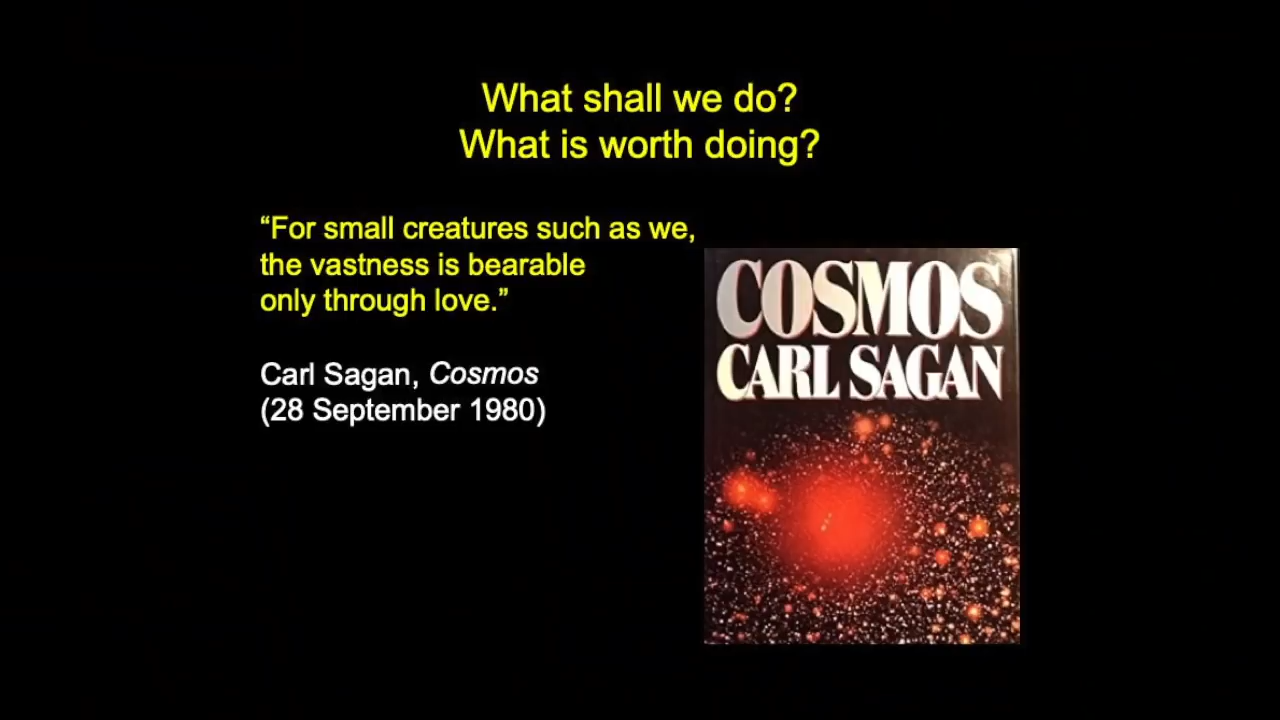 What shall we do?
What is worth doing?
“For small creatures such as we,
the vastness is bearable
only through love.”
Carl Sagan, Cosmos
(28 September 1980)
COSMOS
CARL SAGAN